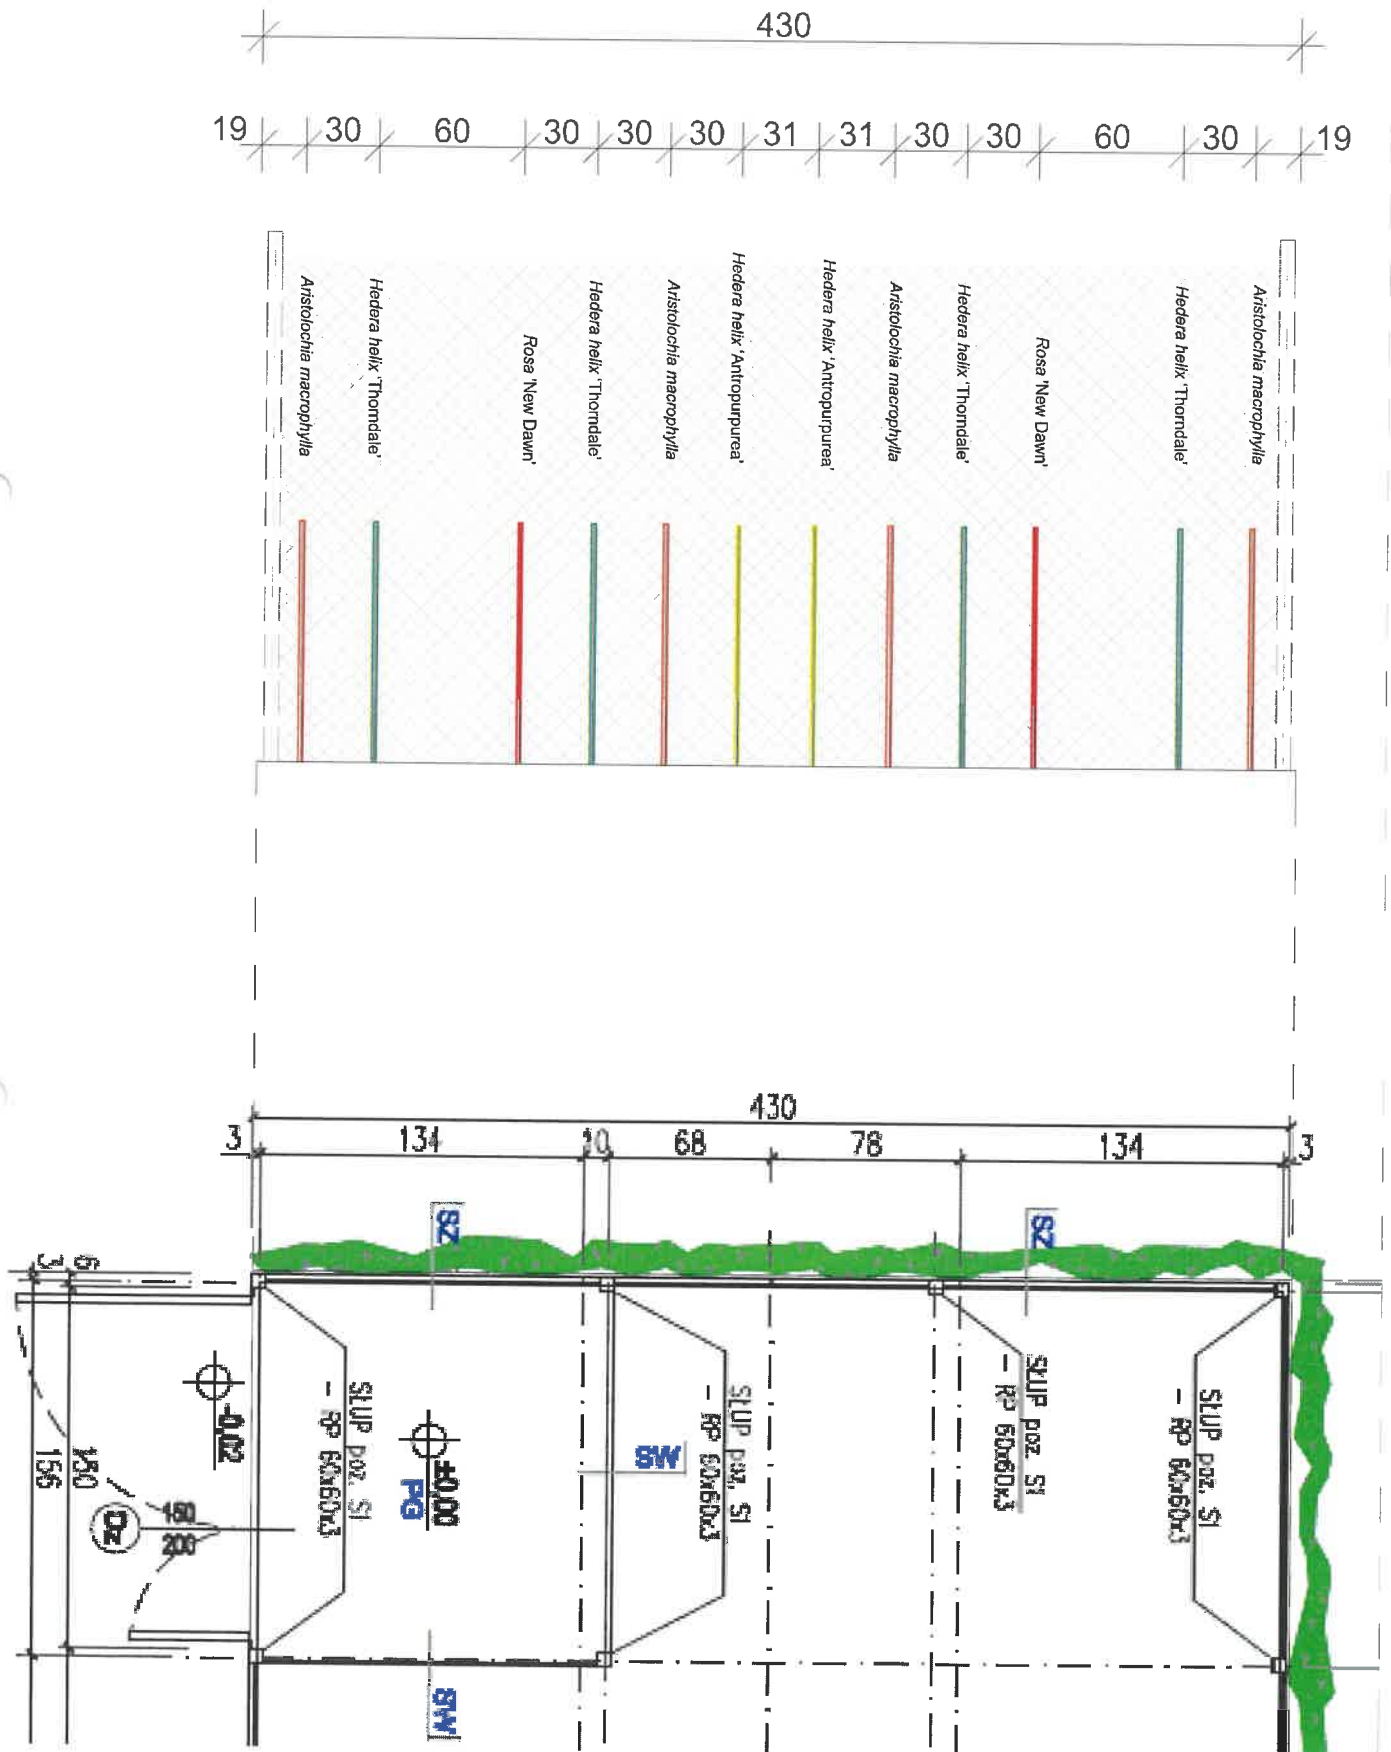 430
19 30 60 30 30 30 31 31 30 30 60 30 19
Aristolochia macrophylla
Hedera helix 'Thorndale'
Rosa 'New Dawn'
Hedera helix 'Thorndale'
Aristolochia macrophylla
Hedera helix 'Antropurpurea'
Hedera helix 'Antropurpurea'
Aristolochia macrophylla
Hedera helix 'Thorndale'
Rosa 'New Dawn'
Hedera helix 'Thorndale'
Aristolochia macrophylla
430
3 134 10 68 78 134 3
SZ
SZ
3
6
SŁUP poz. S1
– RP 60x60x3
SŁUP poz. S1
– RP 60x60x3
SŁUP poz. S1
– RP 60x60x3
SŁUP poz. S1
– RP 60x60x3
-0,02
±0,00
PG
SW
156
150
Dz
160
200
SW